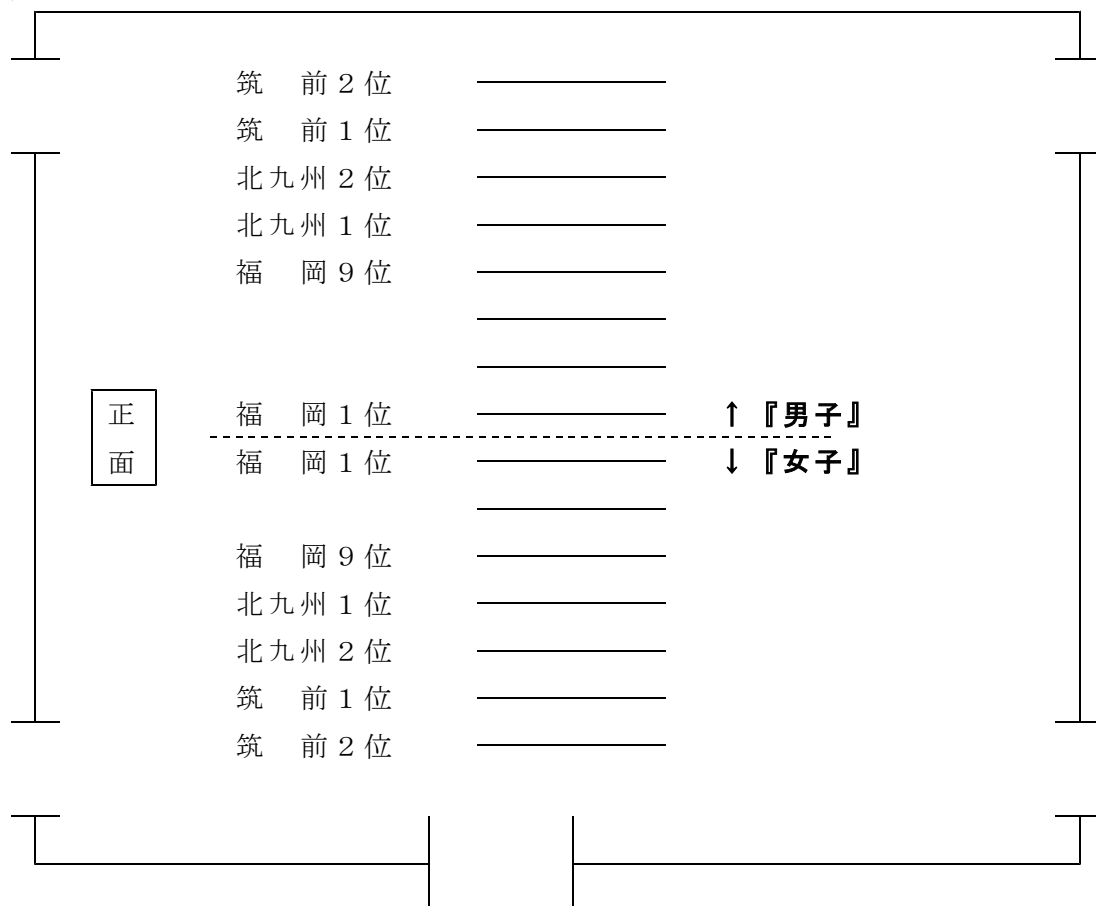 筑　前２位
筑　前１位
北九州２位
北九州１位
福　岡９位
正面
福　岡１位　↑『男子』
福　岡１位　↓『女子』
福　岡９位
北九州１位
北九州２位
筑　前１位
筑　前２位